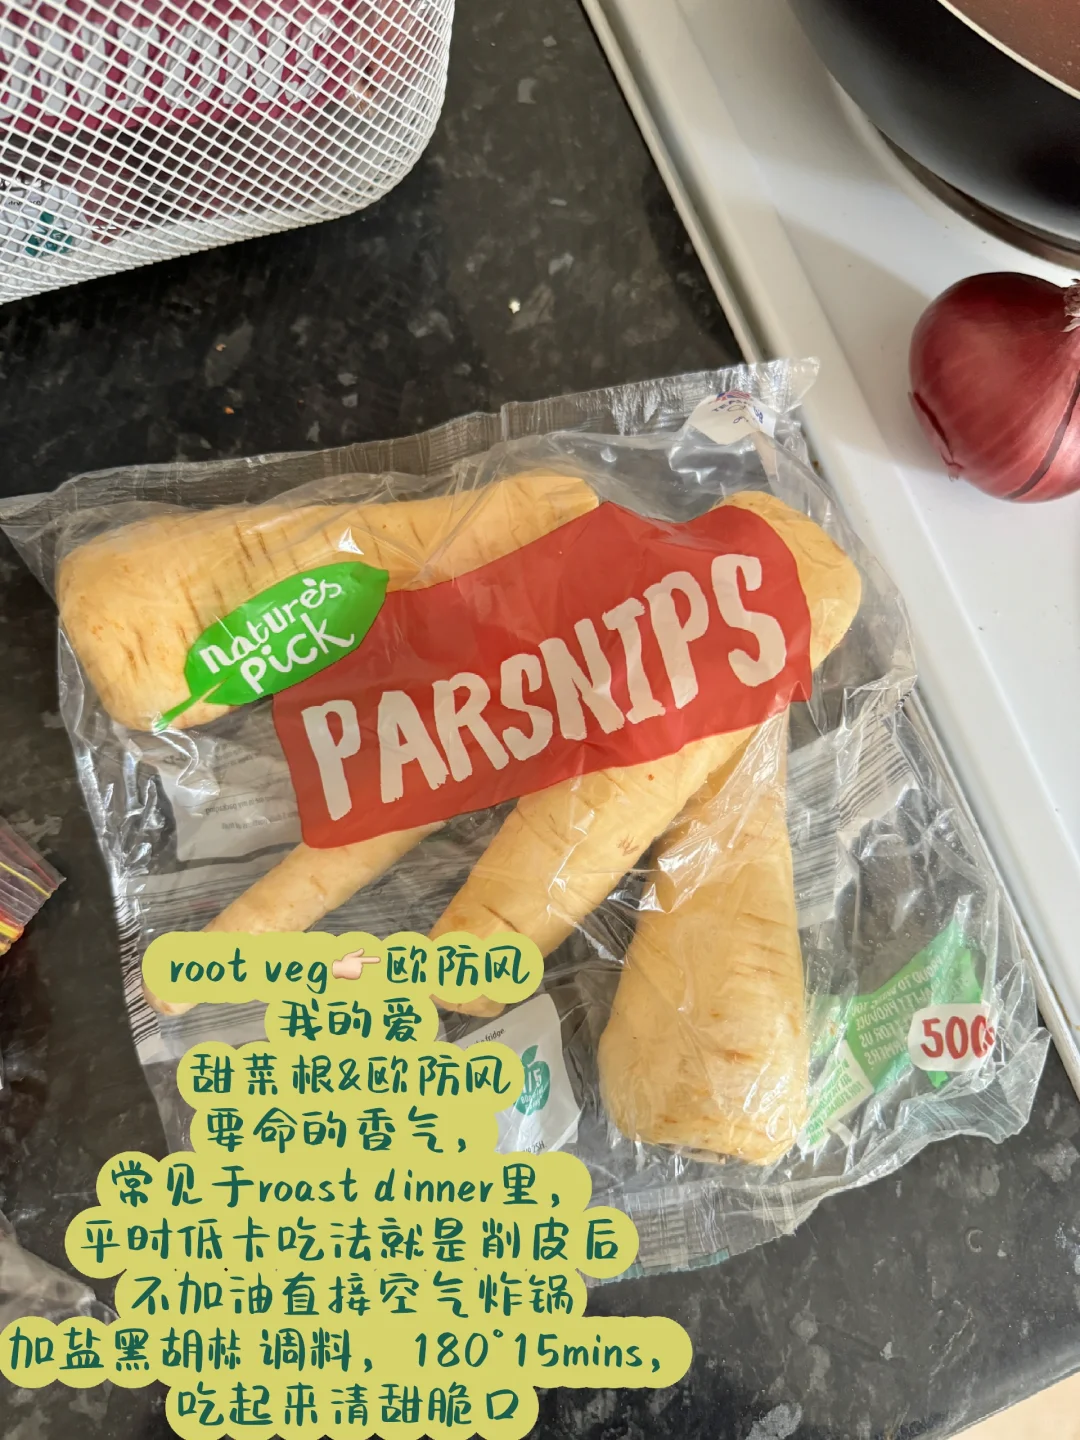 nature's
pick
PARSNIPS
500g
root veg👉🏻欧防风
我的爱
甜菜根&欧防风
要命的香气，
常见于roast dinner里，
平时低卡吃法就是削皮后
不加油直接空气炸锅
加盐黑胡椒调料，180°15mins，
吃起来清甜脆口